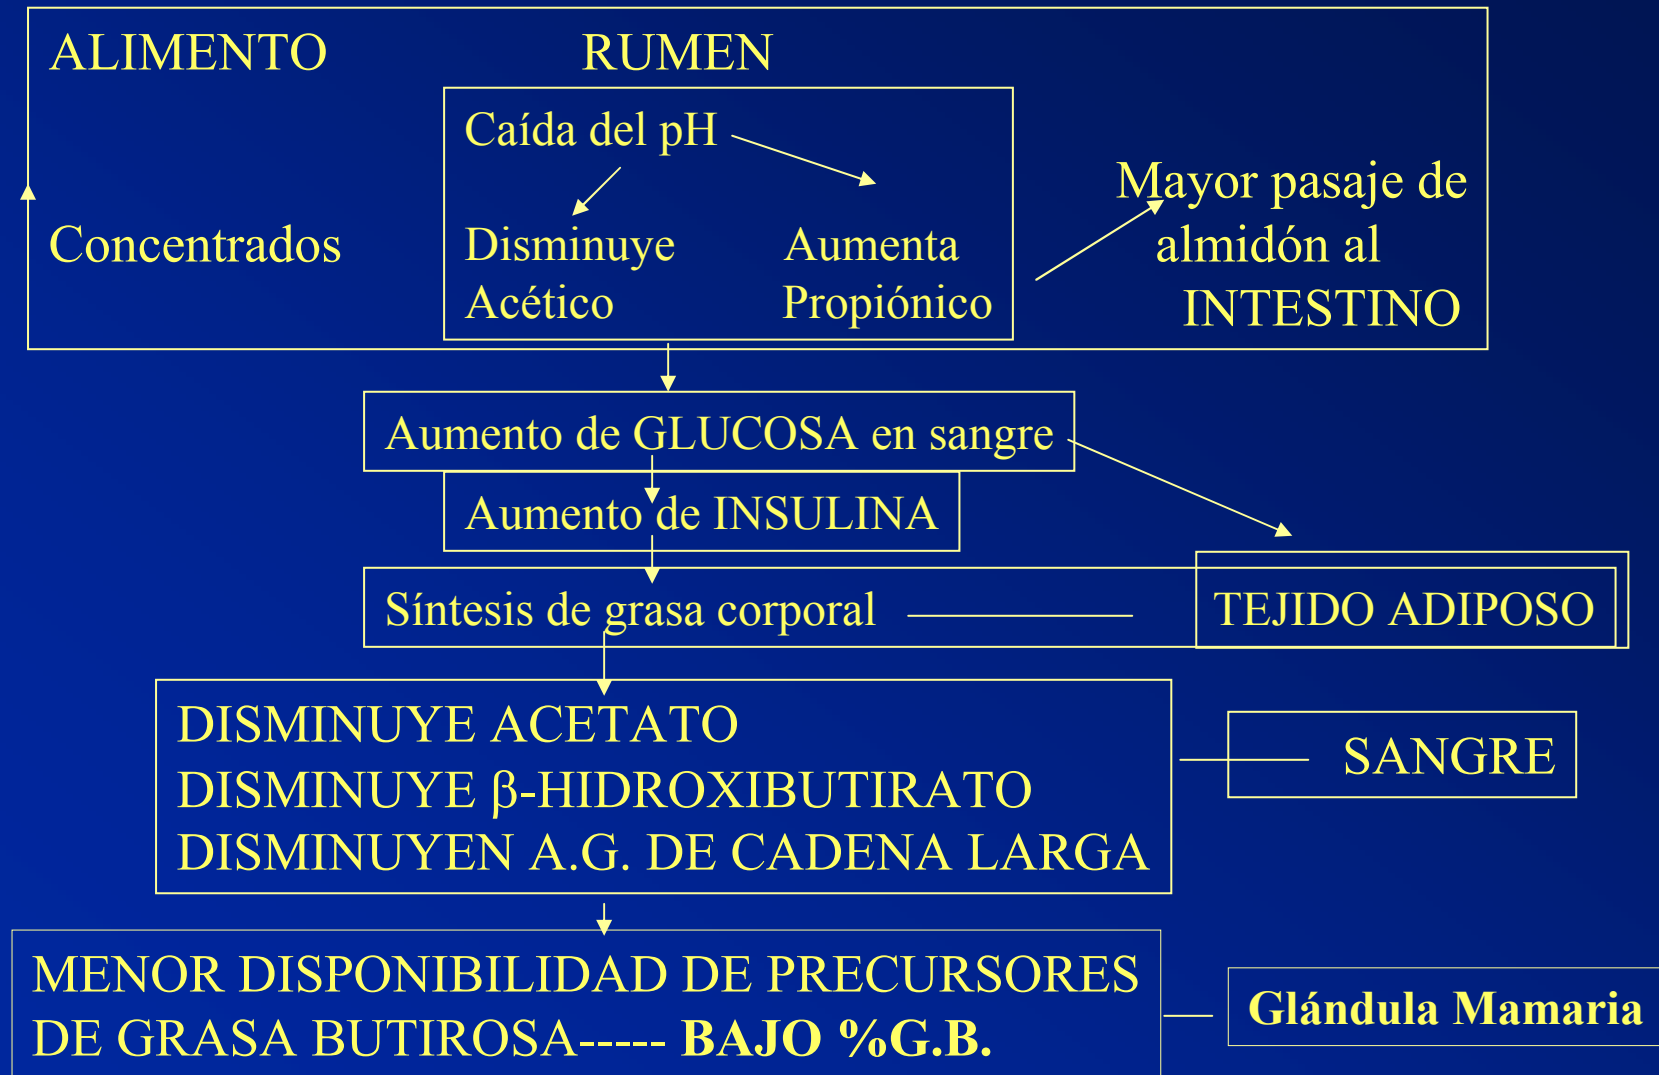 ALIMENTO RUMEN
Caída del pH
Mayor pasaje de
Concentrados Disminuye Aumenta almidón al
Acético Propiónico INTESTINO
Aumento de GLUCOSA en sangre
Aumento de INSULINA
Síntesis de grasa corporal TEJIDO ADIPOSO
DISMINUYE ACETATO
SANGRE
DISMINUYE β-HIDROXIBUTIRATO
DISMINUYEN A.G. DE CADENA LARGA
MENOR DISPONIBILIDAD DE PRECURSORES
Glándula Mamaria
DE GRASA BUTIROSA----- BAJO %G.B.